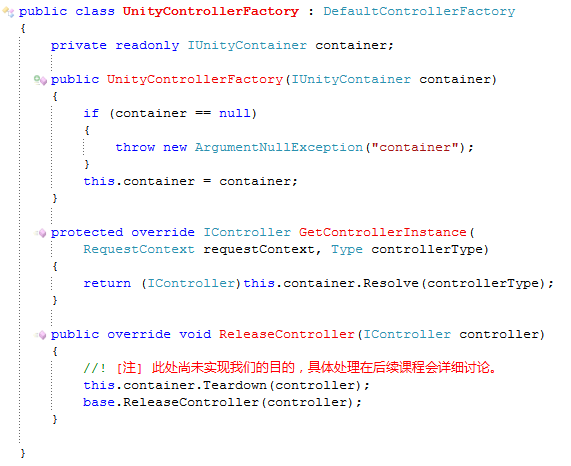 public class UnityControllerFactory : DefaultControllerFactory
{
    private readonly IUnityContainer container;
    public UnityControllerFactory(IUnityContainer container)
    {
        if (container == null)
        {
            throw new ArgumentNullException("container");
        }
        this.container = container;
    }
    protected override IController GetControllerInstance(
        RequestContext requestContext, Type controllerType)
    {
        return (IController)this.container.Resolve(controllerType);
    }
    public override void ReleaseController(IController controller)
    {
        //! [注] 此处尚未实现我们的目的，具体处理在后续课程会详细讨论。
        this.container.Teardown(controller);
        base.ReleaseController(controller);
    }
}